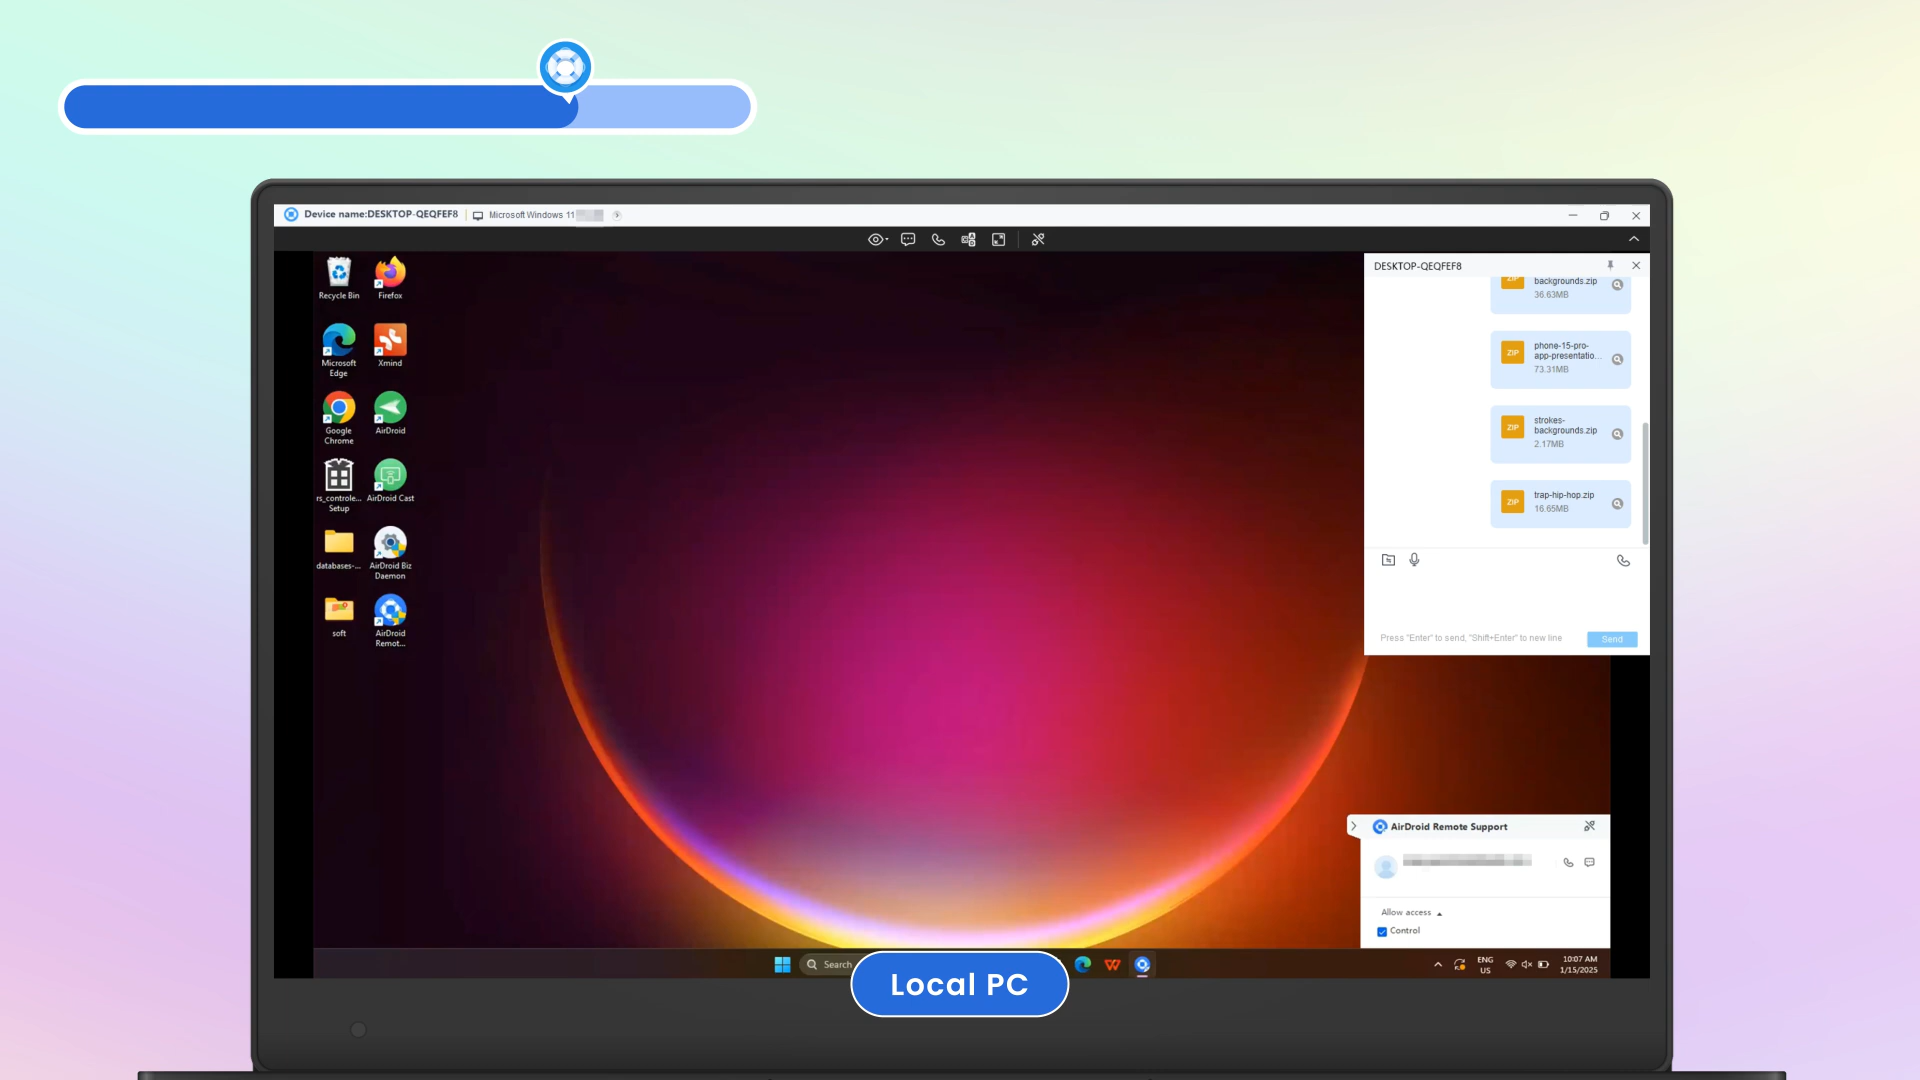 Device name:DESKTOP-QEQFEF8
Microsoft Windows 11
Recycle Bin
Firefox
Microsoft
Edge
Xmind
Google
Chrome
AirDroid
rs_controle...
Setup
AirDroid Cast
databases-...
AirDroid Biz
Daemon
soft
AirDroid
Remot...
DESKTOP-QEQFEF8
backgrounds.zip
36.63MB
ZIP
phone-15-pro-
app-presentatio...
73.31MB
ZIP
strokes-
backgrounds.zip
2.17MB
ZIP
trap-hip-hop.zip
16.65MB
Press "Enter" to send, "Shift+Enter" to new line
Send
AirDroid Remote Support
Allow access
Control
Search
ENG
US
10:07 AM
1/15/2025
Local PC